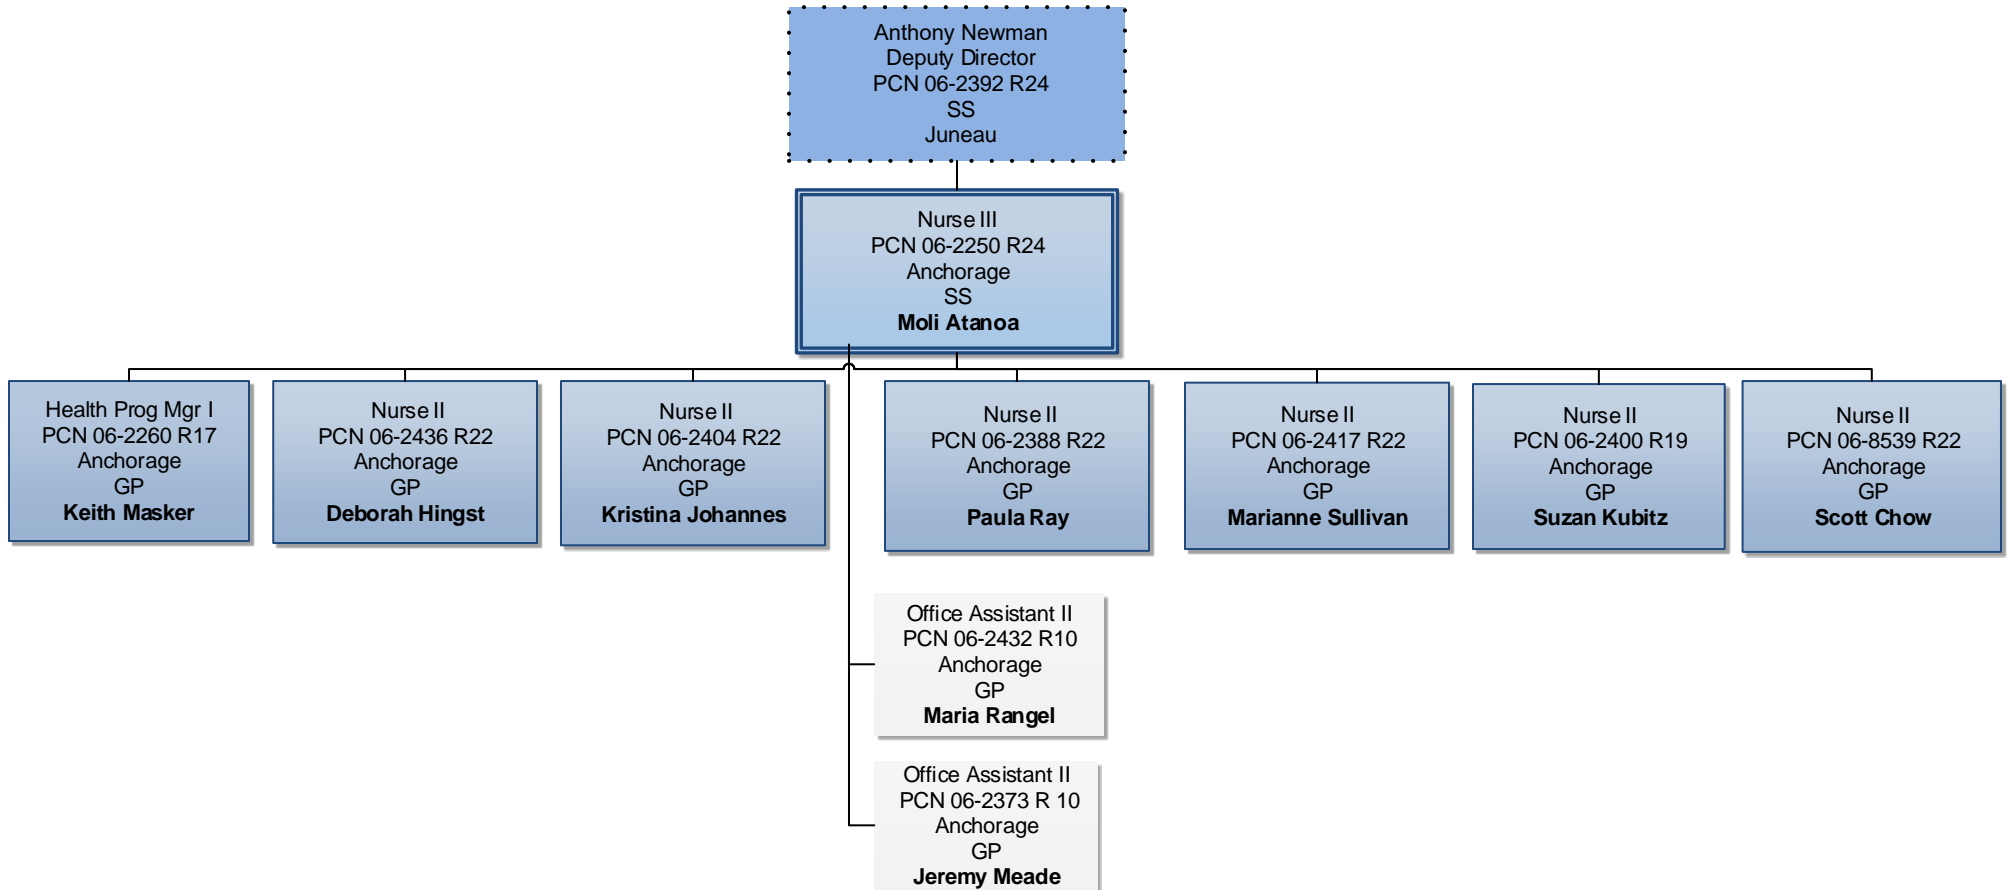 Anthony Newman
Deputy Director
PCN 06-2392 R24
SS
Juneau
Nurse III
PCN 06-2250 R24
Anchorage
SS
Moli Atanoa
Health Prog Mgr I
PCN 06-2260 R17
Anchorage
GP
Keith Masker
Nurse II
PCN 06-2436 R22
Anchorage
GP
Deborah Hingst
Nurse II
PCN 06-2404 R22
Anchorage
GP
Kristina Johannes
Nurse II
PCN 06-2388 R22
Anchorage
GP
Paula Ray
Nurse II
PCN 06-2417 R22
Anchorage
GP
Marianne Sullivan
Nurse II
PCN 06-2400 R19
Anchorage
GP
Suzan Kubitz
Nurse II
PCN 06-8539 R22
Anchorage
GP
Scott Chow
Office Assistant II
PCN 06-2432 R10
Anchorage
GP
Maria Rangel
Office Assistant II
PCN 06-2373 R 10
Anchorage
GP
Jeremy Meade